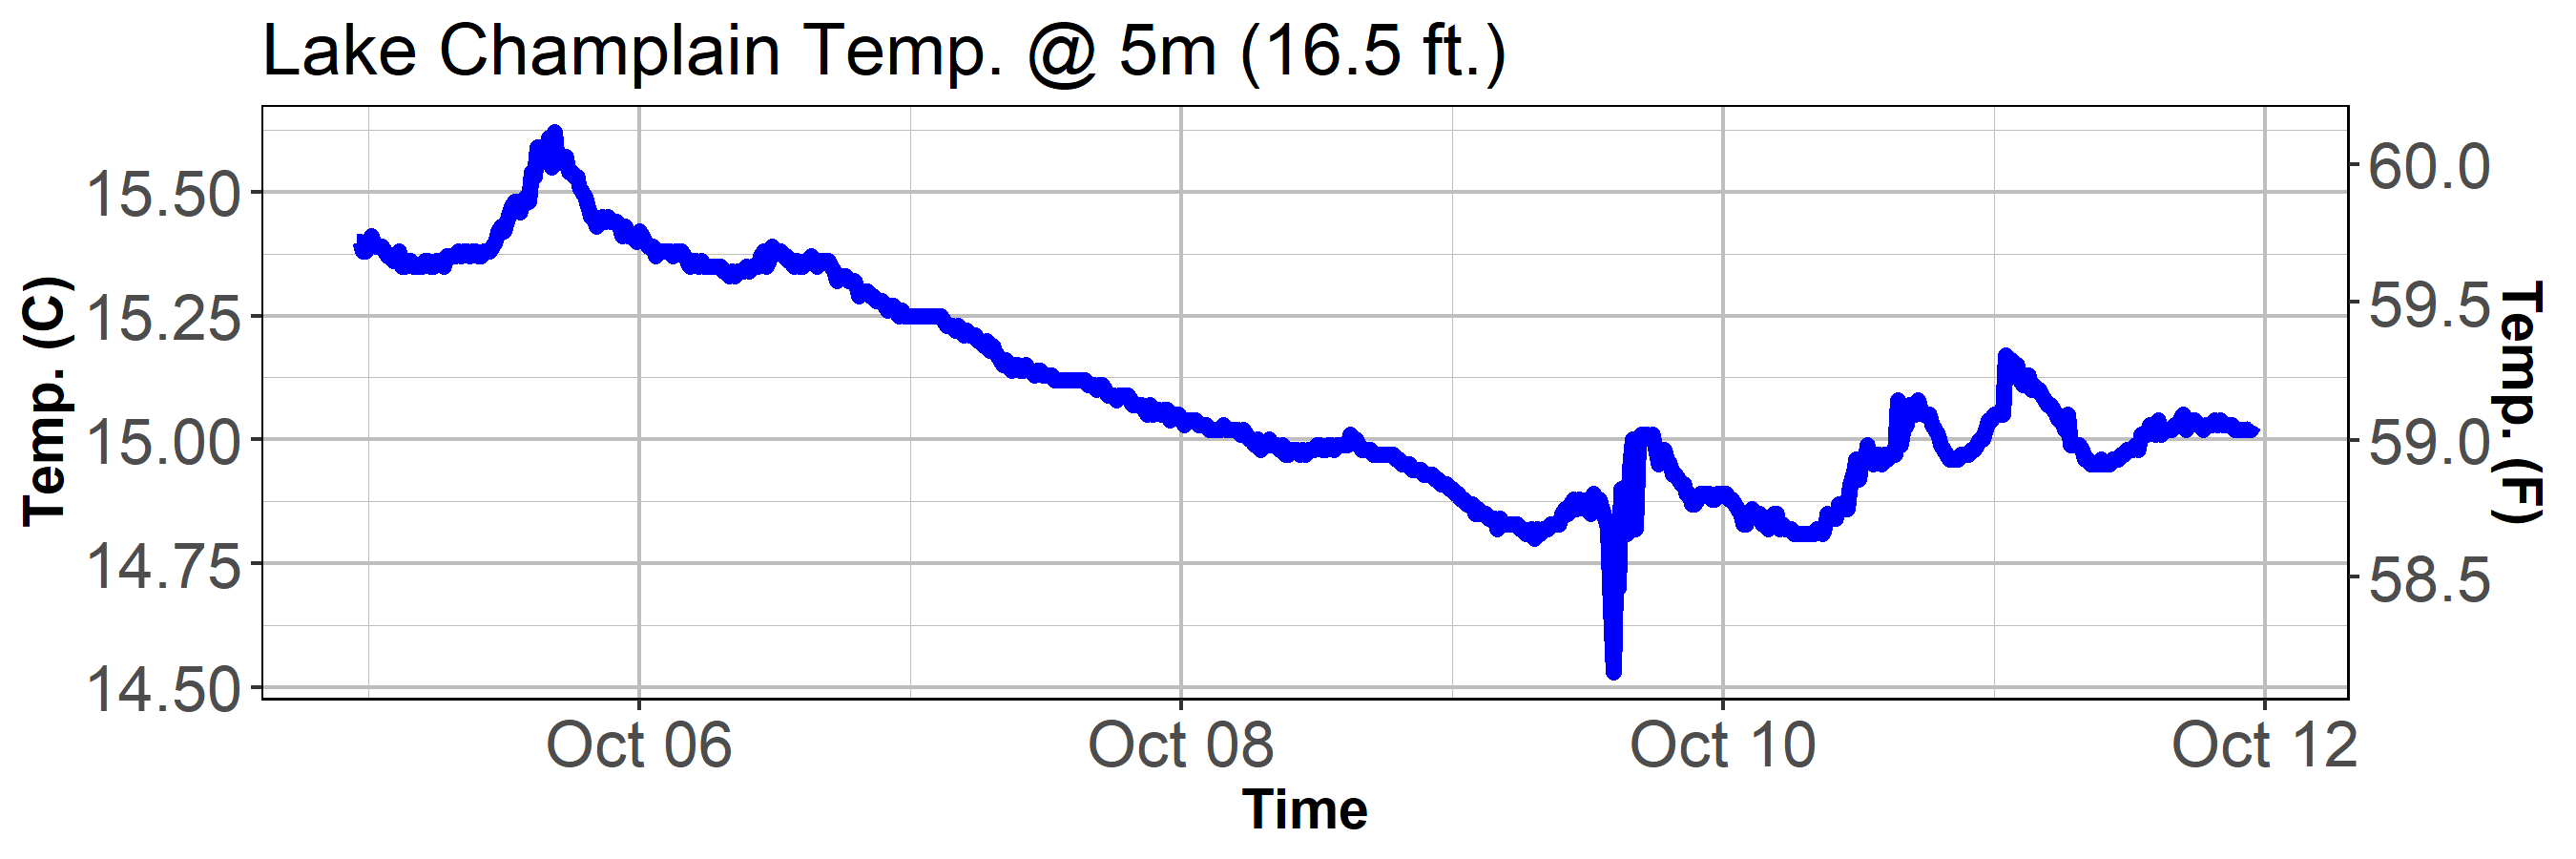 Lake Champlain Temp. @ 5m (16.5 ft.)
15.50
15.25
15.00
14.75
14.50
Temp. (C)
60.0
59.5
59.0
58.5
Temp. (F)
Oct 06
Oct 08
Oct 10
Oct 12
Time